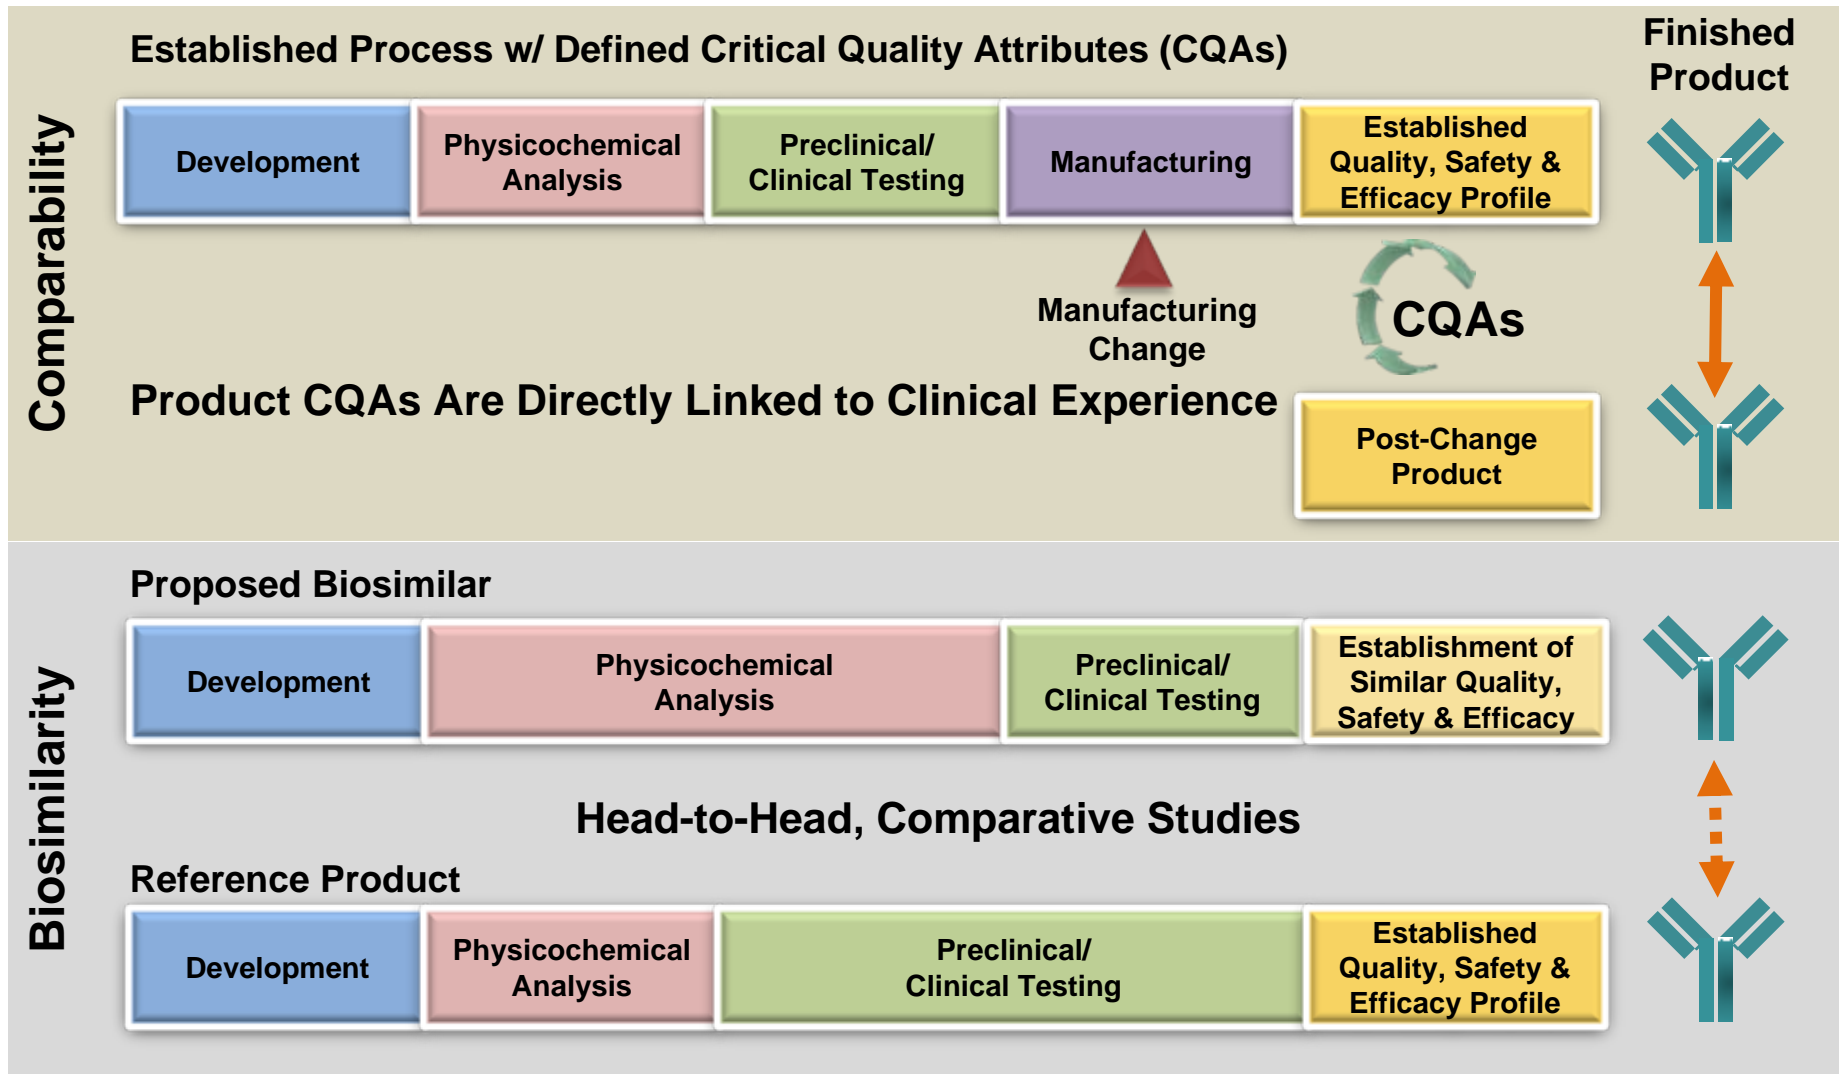 Established Process w/ Defined Critical Quality Attributes (CQAs)
Finished
Product
Comparability
Development
Physicochemical
Analysis
Preclinical/
Clinical Testing
Manufacturing
Established
Quality, Safety &
Efficacy Profile
Manufacturing
Change
CQAs
Product CQAs Are Directly Linked to Clinical Experience
Post-Change
Product
Biosimilarity
Proposed Biosimilar
Development
Physicochemical
Analysis
Preclinical/
Clinical Testing
Establishment of
Similar Quality,
Safety & Efficacy
Head-to-Head, Comparative Studies
Reference Product
Development
Physicochemical
Analysis
Preclinical/
Clinical Testing
Established
Quality, Safety &
Efficacy Profile